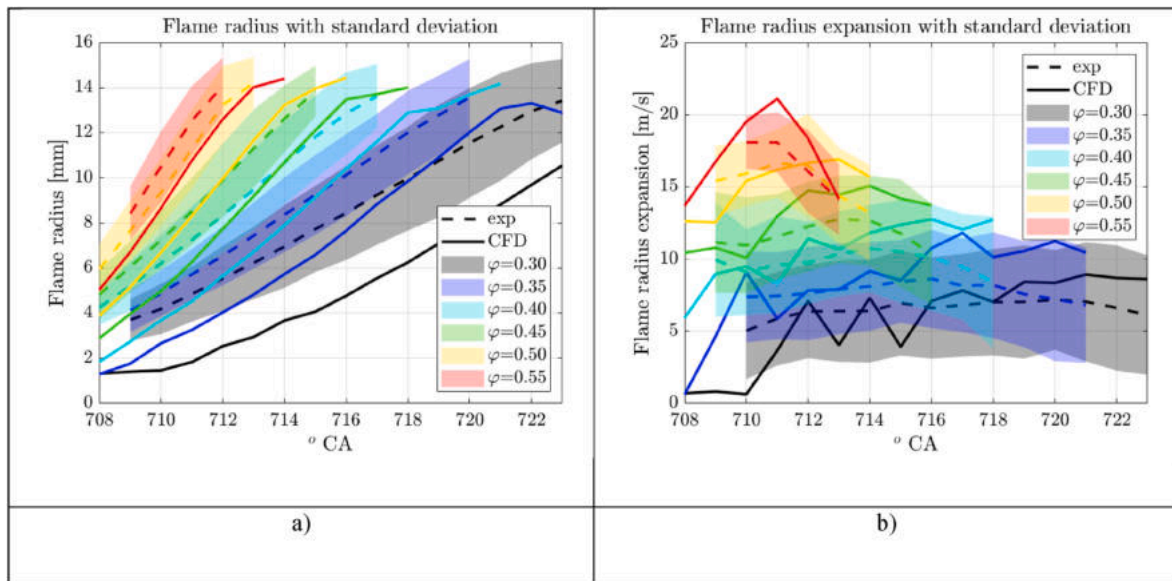 Flame radius with standard deviation
16
14
12
10
8
6
4
2
0
Flame radius [mm]
708 710 712 714 716 718 720 722
° CA
exp
CFD
φ=0.30
φ=0.35
φ=0.40
φ=0.45
φ=0.50
φ=0.55
a)
Flame radius expansion with standard deviation
25
20
15
10
5
0
Flame radius expansion [m/s]
708 710 712 714 716 718 720 722
° CA
exp
CFD
φ=0.30
φ=0.35
φ=0.40
φ=0.45
φ=0.50
φ=0.55
b)